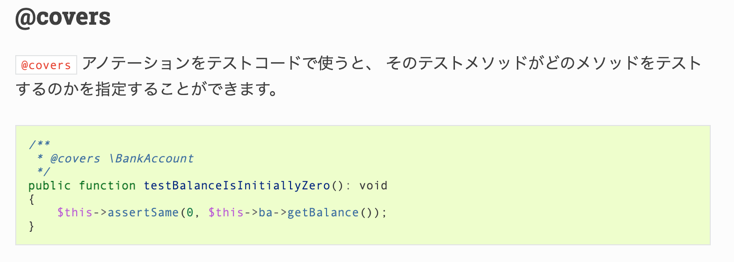 @covers
@covers アノテーションをテストコードで使うと、 そのテストメソッドがどのメソッドをテスト
するのかを指定することができます。
/**
 * @covers \BankAccount
 */
public function testBalanceIsInitiallyZero(): void
{
    $this->assertSame(0, $this->ba->getBalance());
}